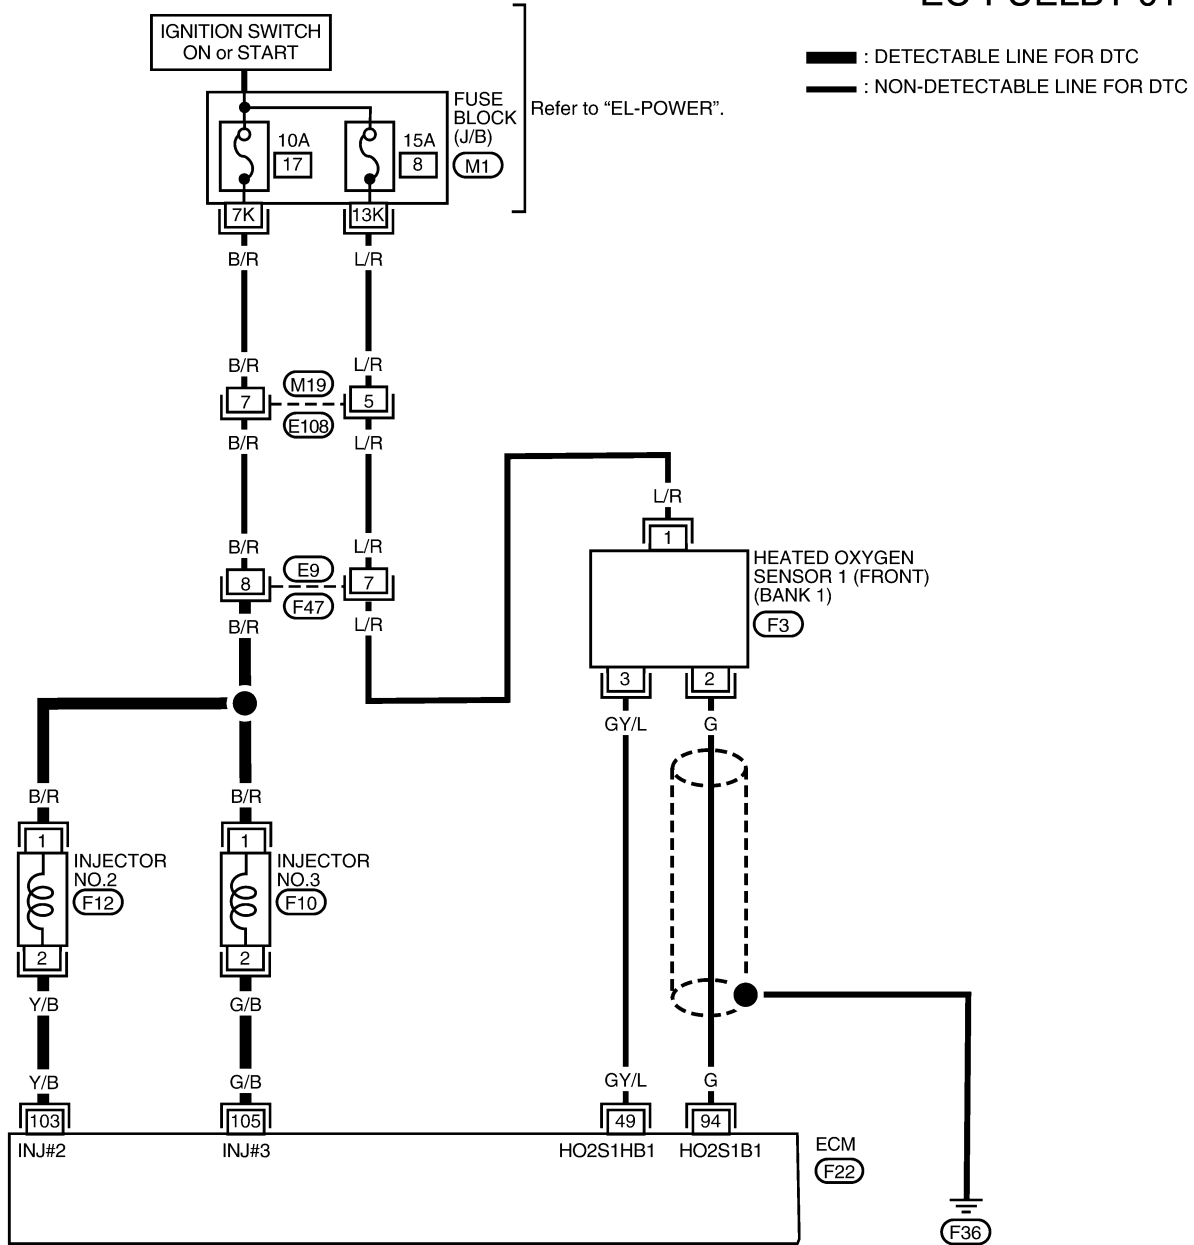 IGNITION SWITCH
ON or START
: DETECTABLE LINE FOR DTC
: NON-DETECTABLE LINE FOR DTC
FUSE
BLOCK
(J/B)
M1
Refer to “EL-POWER”.
10A
17
15A
8
7K
13K
B/R
L/R
B/R
L/R
M19
7
5
E108
B/R
L/R
B/R
L/R
E9
8
7
F47
B/R
L/R
L/R
1
HEATED OXYGEN
SENSOR 1 (FRONT)
(BANK 1)
F3
3
2
GY/L
G
B/R
B/R
1
INJECTOR
NO.2
F12
2
1
INJECTOR
NO.3
F10
2
Y/B
G/B
Y/B
G/B
GY/L
G
103
105
49
94
INJ#2
INJ#3
HO2S1HB1
HO2S1B1
ECM
F22
F36